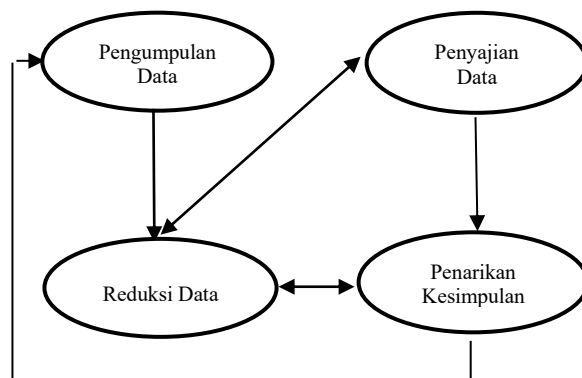 Pengumpulan
Data
Penyajian
Data
Reduksi Data
Penarikan
Kesimpulan